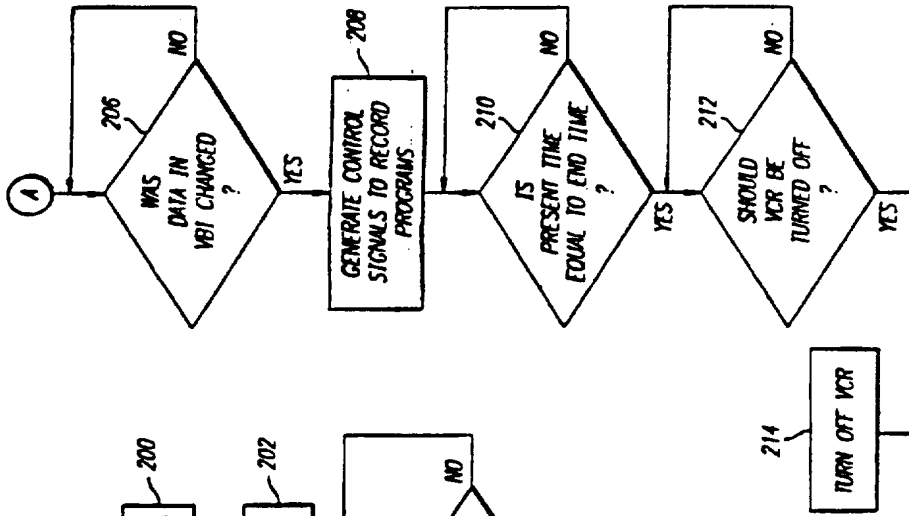 A
206
WAS
DATA IN
VBI CHANGED
?
NO
YES
208
GENERATE CONTROL
SIGNALS TO RECORD
PROGRAMS
210
IS
PRESENT TIME
EQUAL TO END TIME
?
NO
YES
212
SHOULD
VCR BE
TURNED OFF
?
NO
YES
214
TURN OFF VCR
200
202
NO